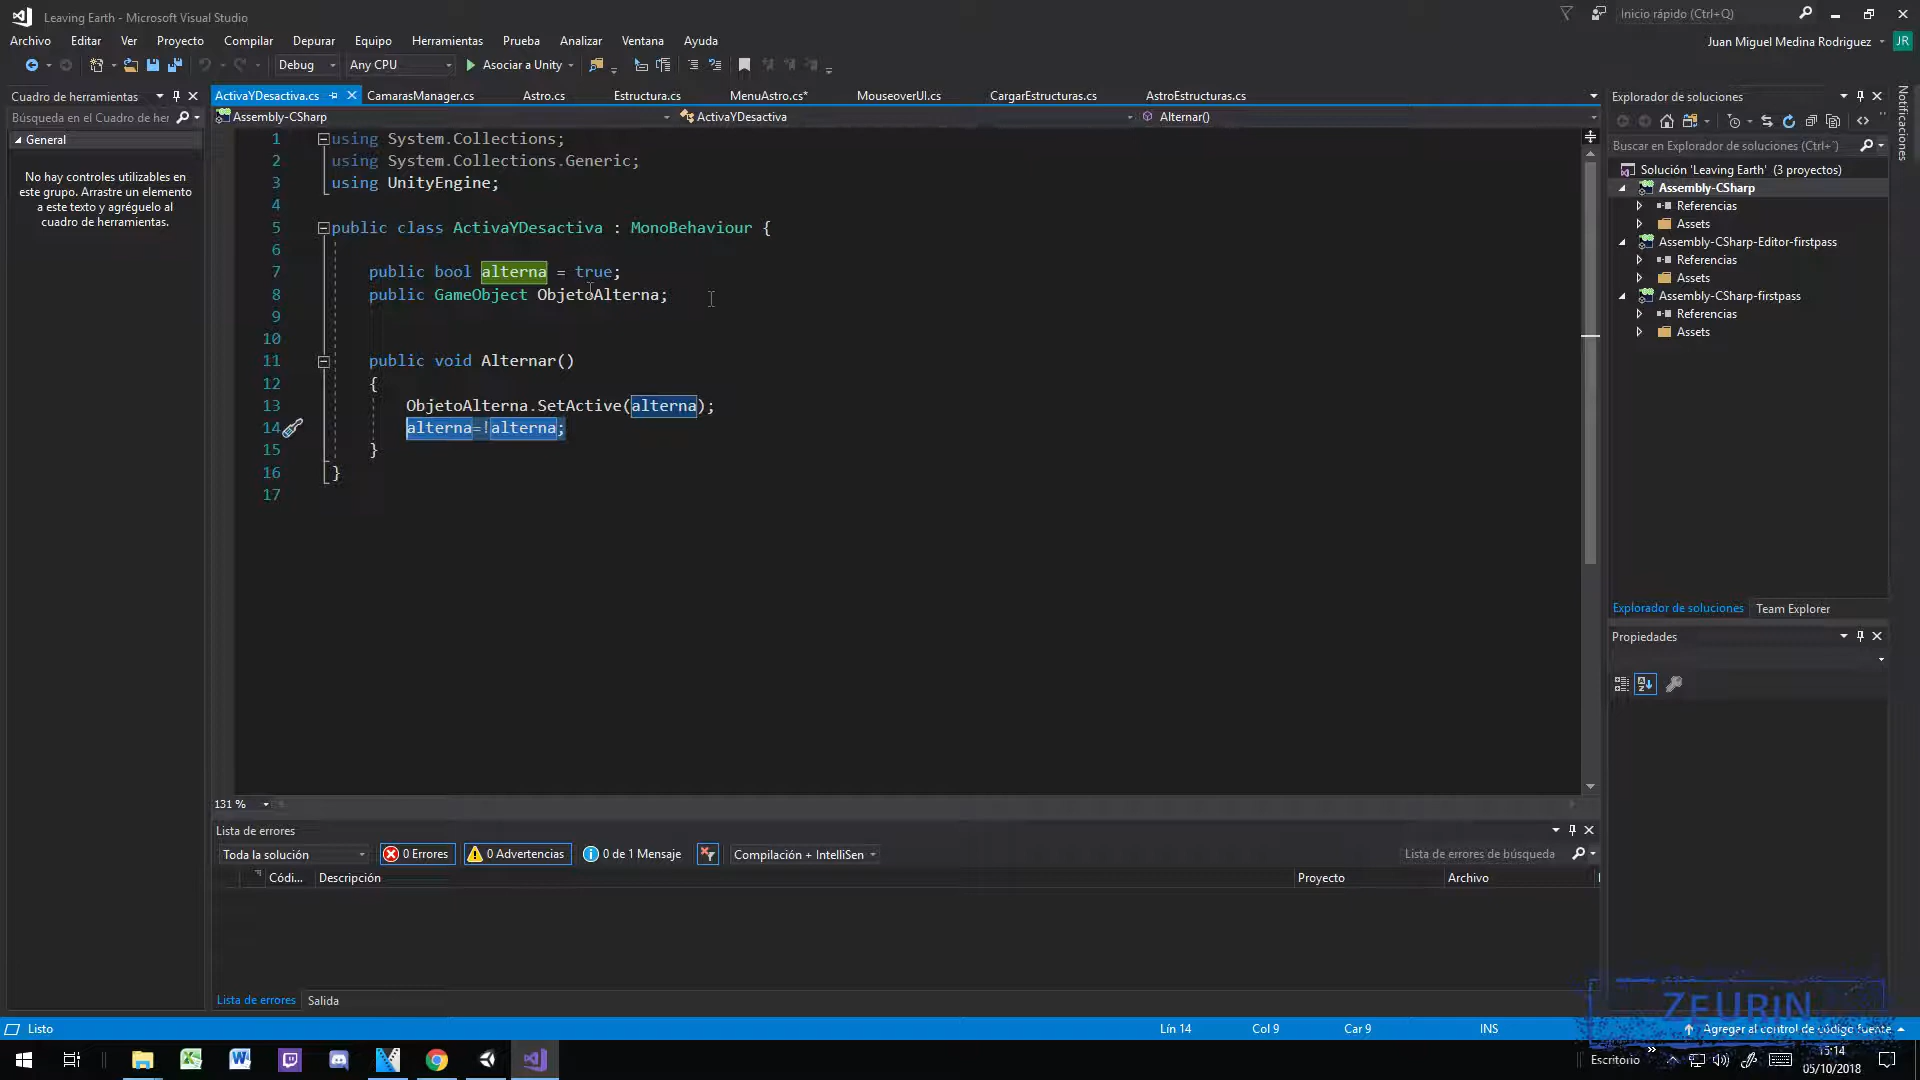 Leaving Earth - Microsoft Visual Studio
Inicio rápido (Ctrl+Q)
Archivo Editar Ver Proyecto Compilar Depurar Equipo Herramientas Prueba Analizar Ventana Ayuda
Juan Miguel Medina Rodriguez JR
Debug Any CPU Asociar a Unity
Cuadro de herramientas
ActivaYDesactiva.cs CamarasManager.cs Astro.cs Estructura.cs MenuAstro.cs* MouseoverUI.cs CargarEstructuras.cs AstroEstructuras.cs
Explorador de soluciones
Notificaciones
Búsqueda en el Cuadro de her
Assembly-CSharp ActivaYDesactiva Alternar()
General
No hay controles utilizables en
este grupo. Arrastre un elemento
a este texto y agréguelo al
cuadro de herramientas.
1 using System.Collections;
2 using System.Collections.Generic;
3 using UnityEngine;
4
5 public class ActivaYDesactiva : MonoBehaviour {
6
7 public bool alterna = true;
8 public GameObject ObjetoAlterna;
9
10
11 public void Alternar()
12 {
13 ObjetoAlterna.SetActive(alterna);
14 alterna=!alterna;
15 }
16 }
17
Buscar en Explorador de soluciones (Ctrl+´)
Solución 'Leaving Earth' (3 proyectos)
Assembly-CSharp
Referencias
Assets
Assembly-CSharp-Editor-firstpass
Referencias
Assets
Assembly-CSharp-firstpass
Referencias
Assets
Explorador de soluciones Team Explorer
Propiedades
131 %
Lista de errores
Toda la solución 0 Errores 0 Advertencias 0 de 1 Mensaje Compilación + IntelliSen
Lista de errores de búsqueda
Códi... Descripción Proyecto Archivo
Lista de errores Salida
ZEURiN
Listo Lín 14 Col 9 Car 9 INS Agregar al control de código fuente
Escritorio
15:14
05/10/2018